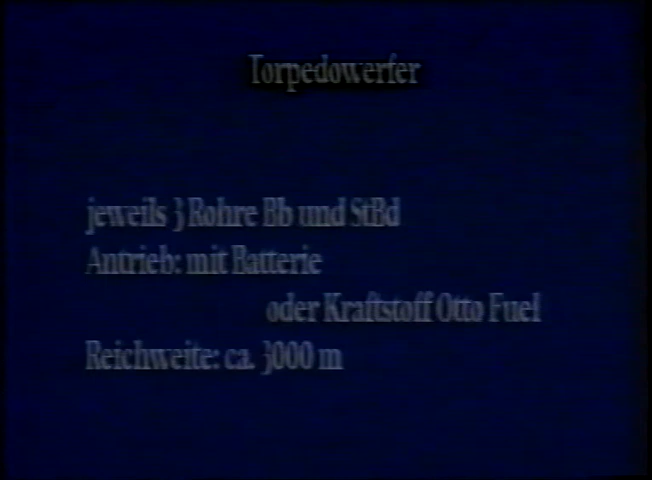 Torpedowerfer
jeweils 3 Rohre Bb und StBd
Antrieb: mit Batterie
oder Kraftstoff Otto Fuel
Reichweite: ca. 3000 m